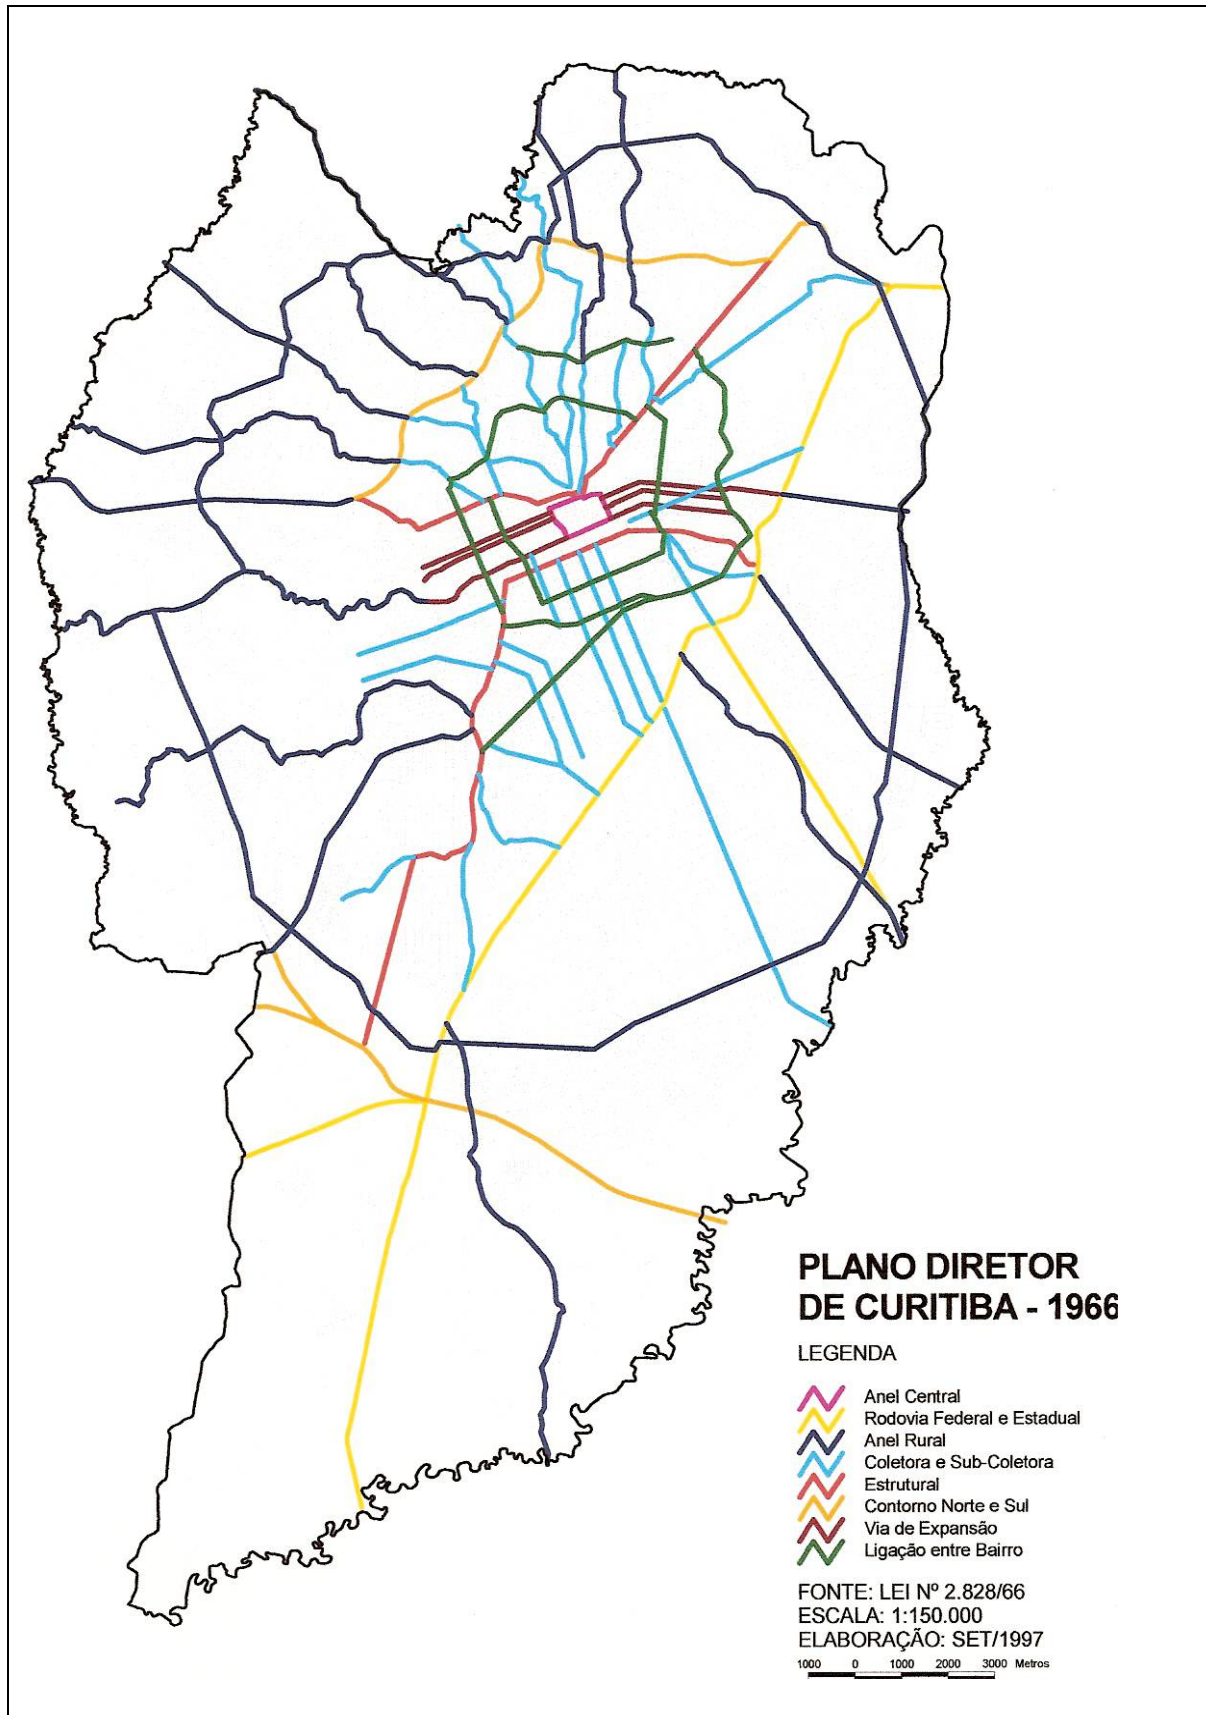 PLANO DIRETOR
DE CURITIBA - 1966
LEGENDA
Anel Central
Rodovia Federal e Estadual
Anel Rural
Coletora e Sub-Coletora
Estrutural
Contorno Norte e Sul
Via de Expansão
Ligação entre Bairro
FONTE: LEI Nº 2.828/66
ESCALA: 1:150.000
ELABORAÇÃO: SET/1997
1000 0 1000 2000 3000 Metros